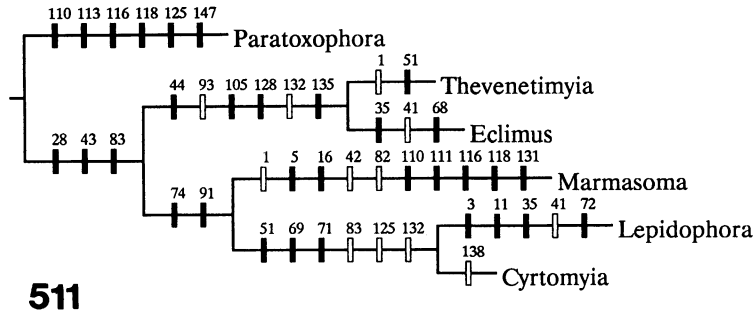 110 113 116 118 125 147
Paratoxophora
1 51
44 93 105 128 132 135
Thevenetimyia
35 41 68
Eclimus
28 43 83
1 5 16 42 82 110 111 116 118 131
Marmasoma
74 91
3 11 35 41 72
51 69 71 83 125 132
Lepidophora
138
Cyrtomyia
511